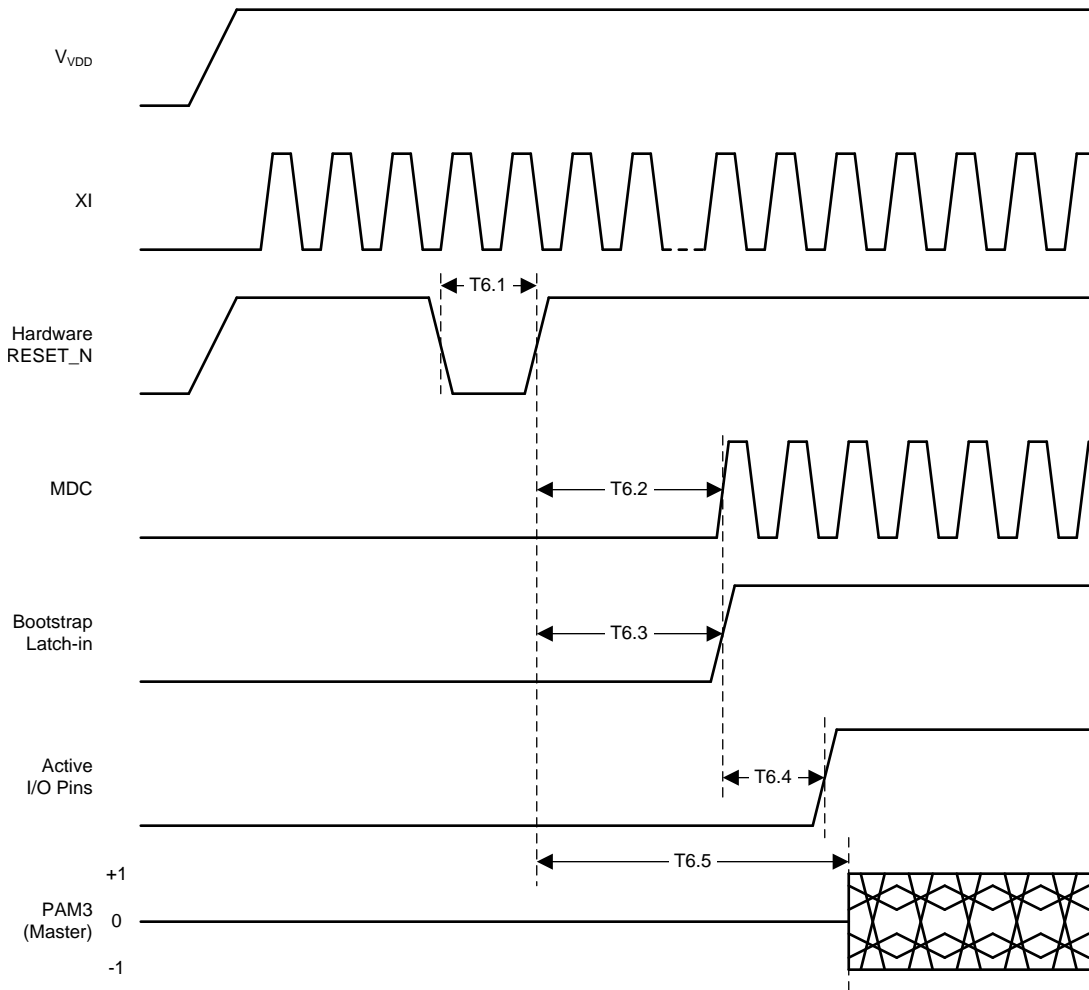 VVDD
XI
T6.1
Hardware
RESET_N
MDC
T6.2
Bootstrap
Latch-in
T6.3
Active
I/O Pins
T6.4
T6.5
+1
PAM3
(Master)
0
-1